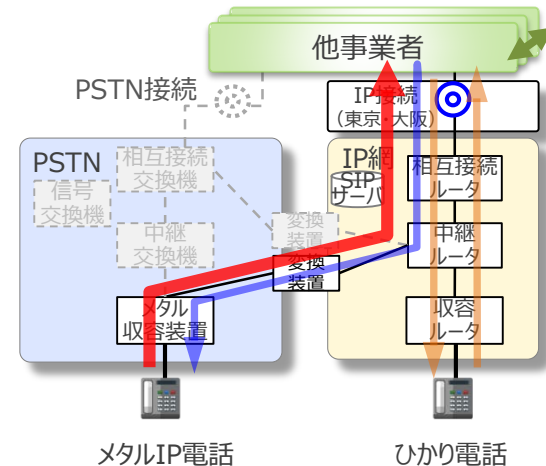 他事業者
PSTN接続
IP接続
(東京・大阪)
PSTN
相互接続
交換機
信号
交換機
中継
交換機
メタル
収容装置
変換
装置
変換
装置
IP網
SIP
サーバ
相互接続
ルータ
中継
ルータ
収容
ルータ
メタルIP電話
ひかり電話